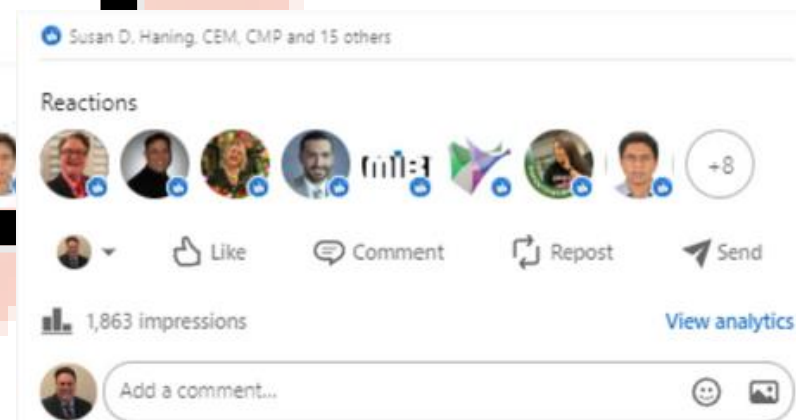 Susan D. Haning, CEM, CMP and 15 others
Reactions
+8
Like Comment Repost Send
1,863 impressions View analytics
Add a comment...